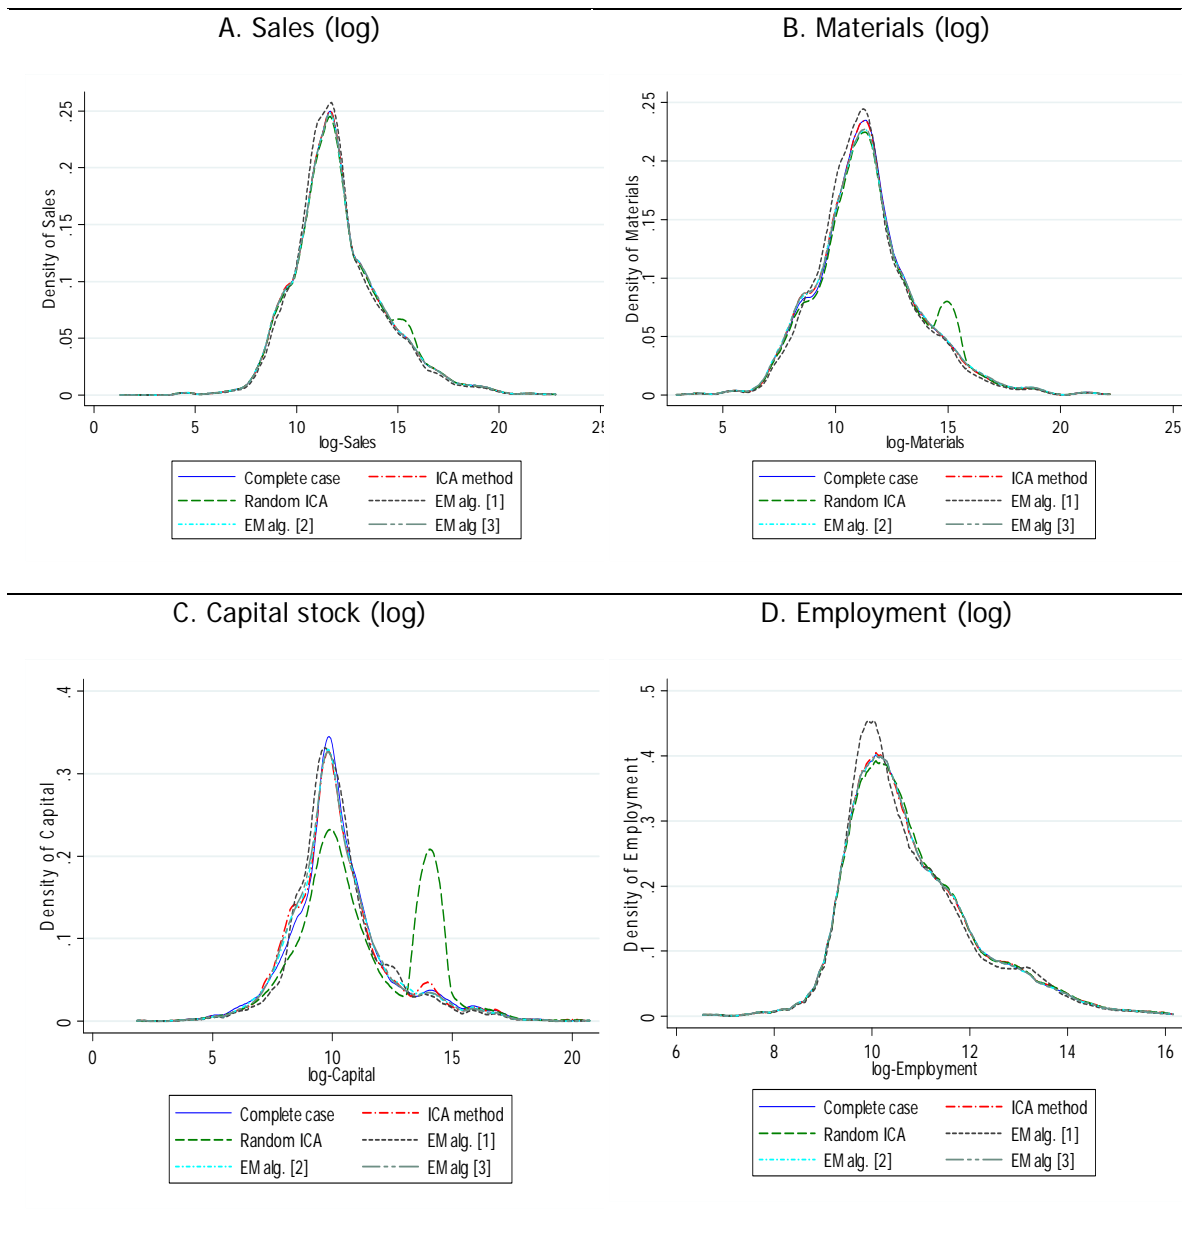 A. Sales (log)
B. Materials (log)
Density of Sales
0 .05 .1 .15 .2 .25
0 5 10 15 20 25
log-Sales
Complete case ICA method
Random ICA EM alg. [1]
EM alg. [2] EM alg [3]
Density of Materials
0 .05 .1 .15 .2 .25
5 10 15 20 25
log-Materials
Complete case ICA method
Random ICA EM alg. [1]
EM alg. [2] EM alg [3]
C. Capital stock (log)
D. Employment (log)
Density of Capital
0 .1 .2 .3 .4
0 5 10 15 20
log-Capital
Complete case ICA method
Random ICA EM alg. [1]
EM alg. [2] EM alg [3]
Density of Employment
0 .1 .2 .3 .4 .5
6 8 10 12 14 16
log-Employment
Complete case ICA method
Random ICA EM alg. [1]
EM alg. [2] EM alg [3]